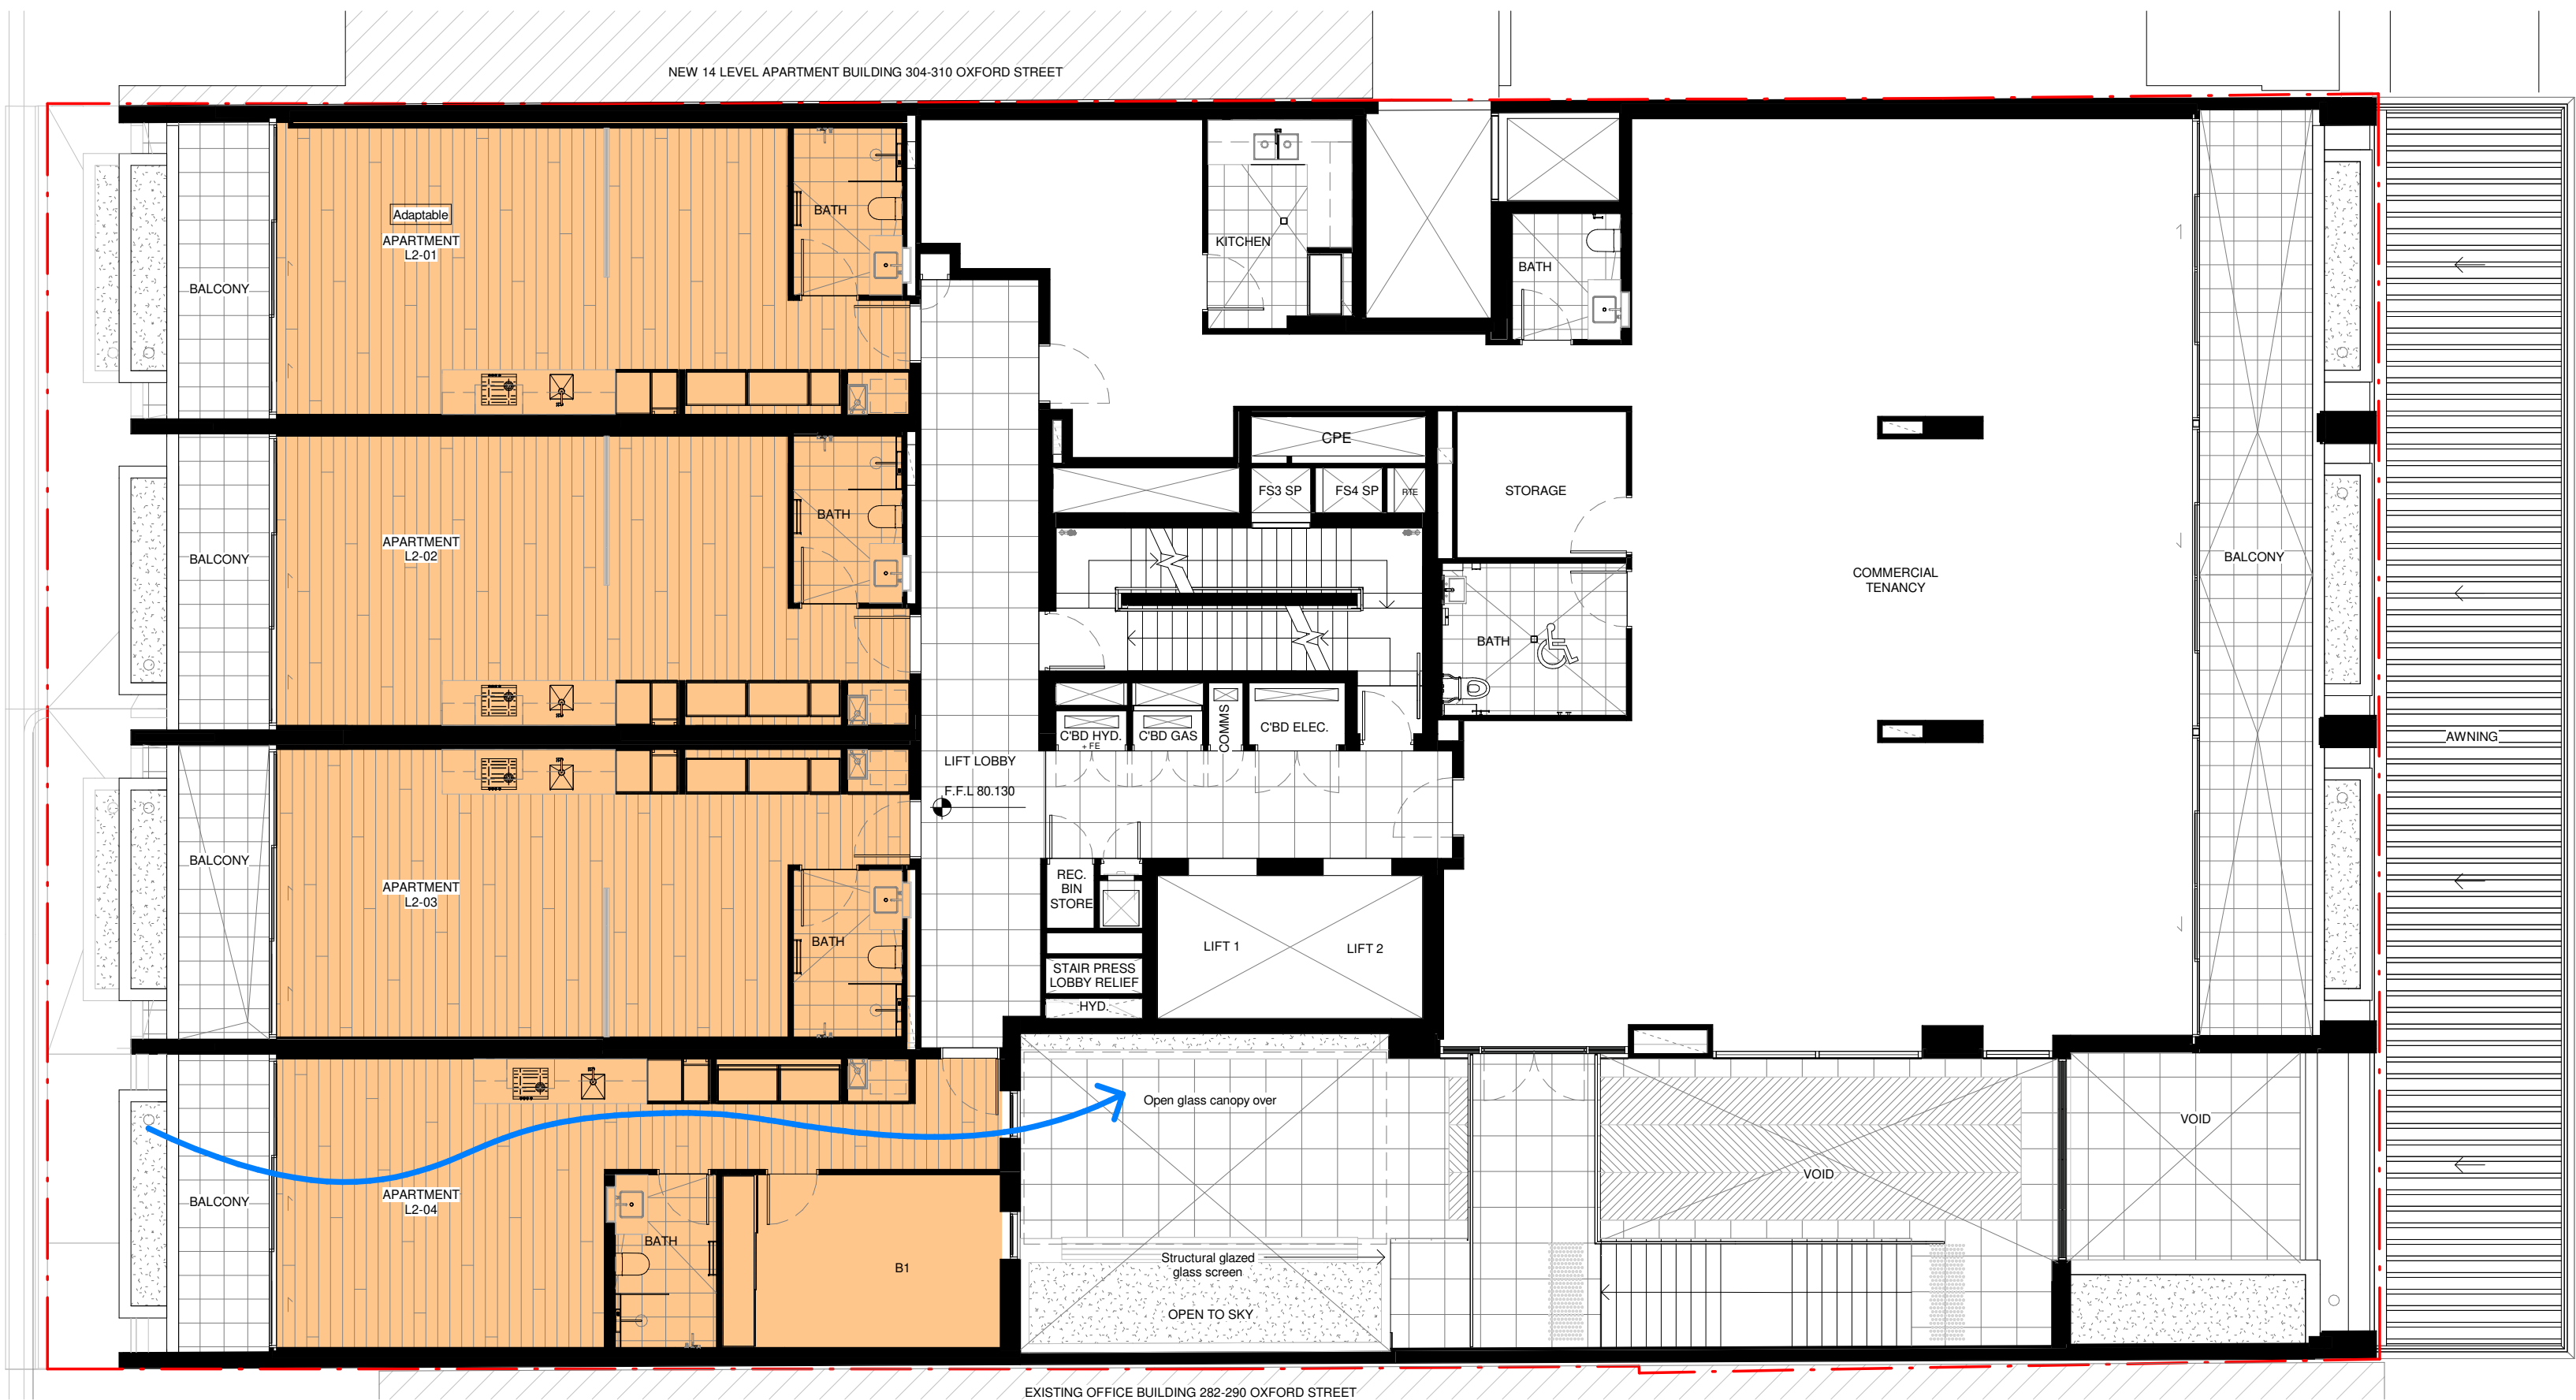 NEW 14 LEVEL APARTMENT BUILDING 304-310 OXFORD STREET
Adaptable
APARTMENT
L2-01
BATH
BALCONY
KITCHEN
BATH
CPE
FS3 SP
FS4 SP
RTE
STORAGE
APARTMENT
L2-02
BATH
BALCONY
COMMERCIAL
TENANCY
BALCONY
BATH
C'BD HYD.
+ FE
C'BD GAS
COMMS
C'BD ELEC.
AWNING
LIFT LOBBY
F.F.L 80.130
BALCONY
APARTMENT
L2-03
BATH
REC.
BIN
STORE
LIFT 1
LIFT 2
STAIR PRESS
LOBBY RELIEF
HYD.
Open glass canopy over
VOID
VOID
BALCONY
APARTMENT
L2-04
BATH
B1
Structural glazed
glass screen
OPEN TO SKY
EXISTING OFFICE BUILDING 282-290 OXFORD STREET